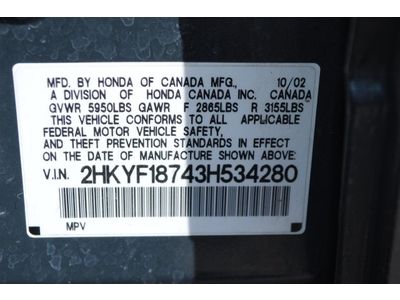 MFD. BY HONDA OF CANADA MFG., 10/02
A DIVISION OF HONDA CANADA INC. CANADA
GVWR 5950LBS GAWR F 2865LBS R 3155LBS
THIS VEHICLE CONFORMS TO ALL APPLICABLE
FEDERAL MOTOR VEHICLE SAFETY,
AND THEFT PREVENTION STANDARDS IN EFFECT
ON THE DATE OF MANUFACTURE SHOWN ABOVE.
V.I.N. 2HKYF18743H534280
MPV